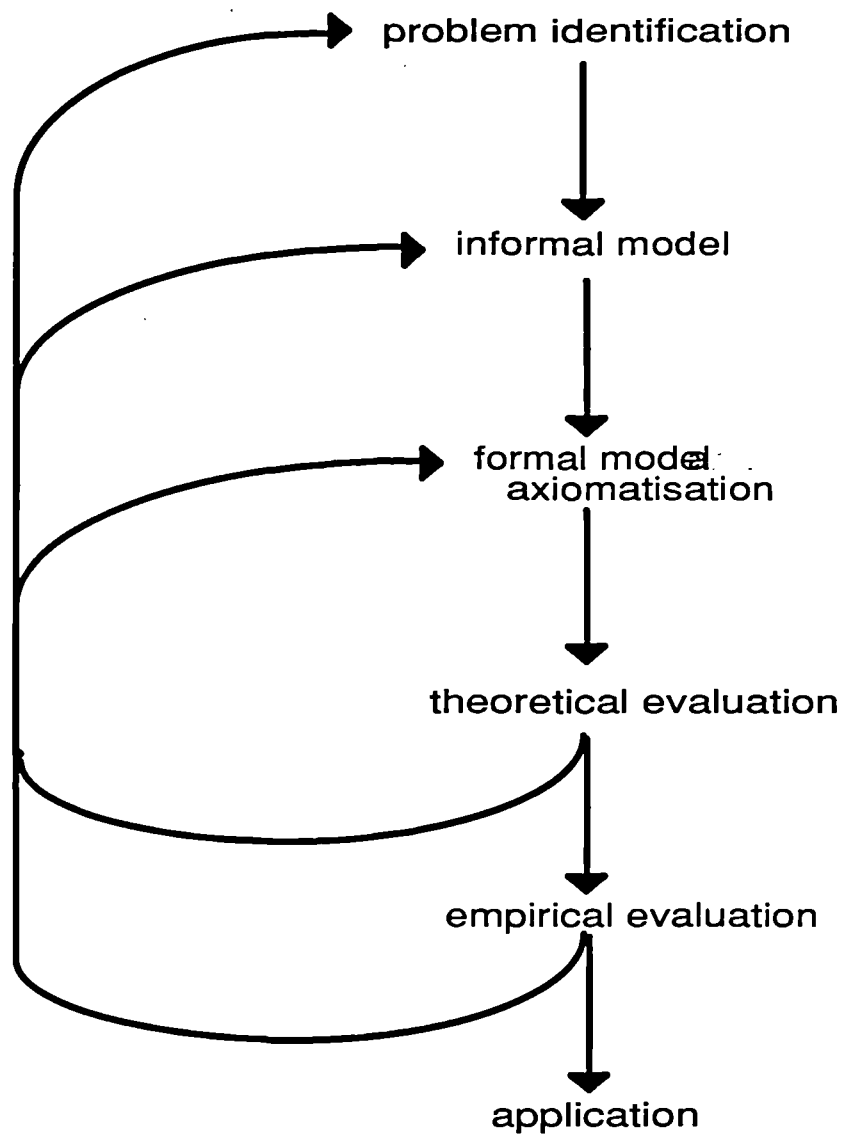 problem identification
informal model
formal model
axiomatisation
theoretical evaluation
empirical evaluation
application